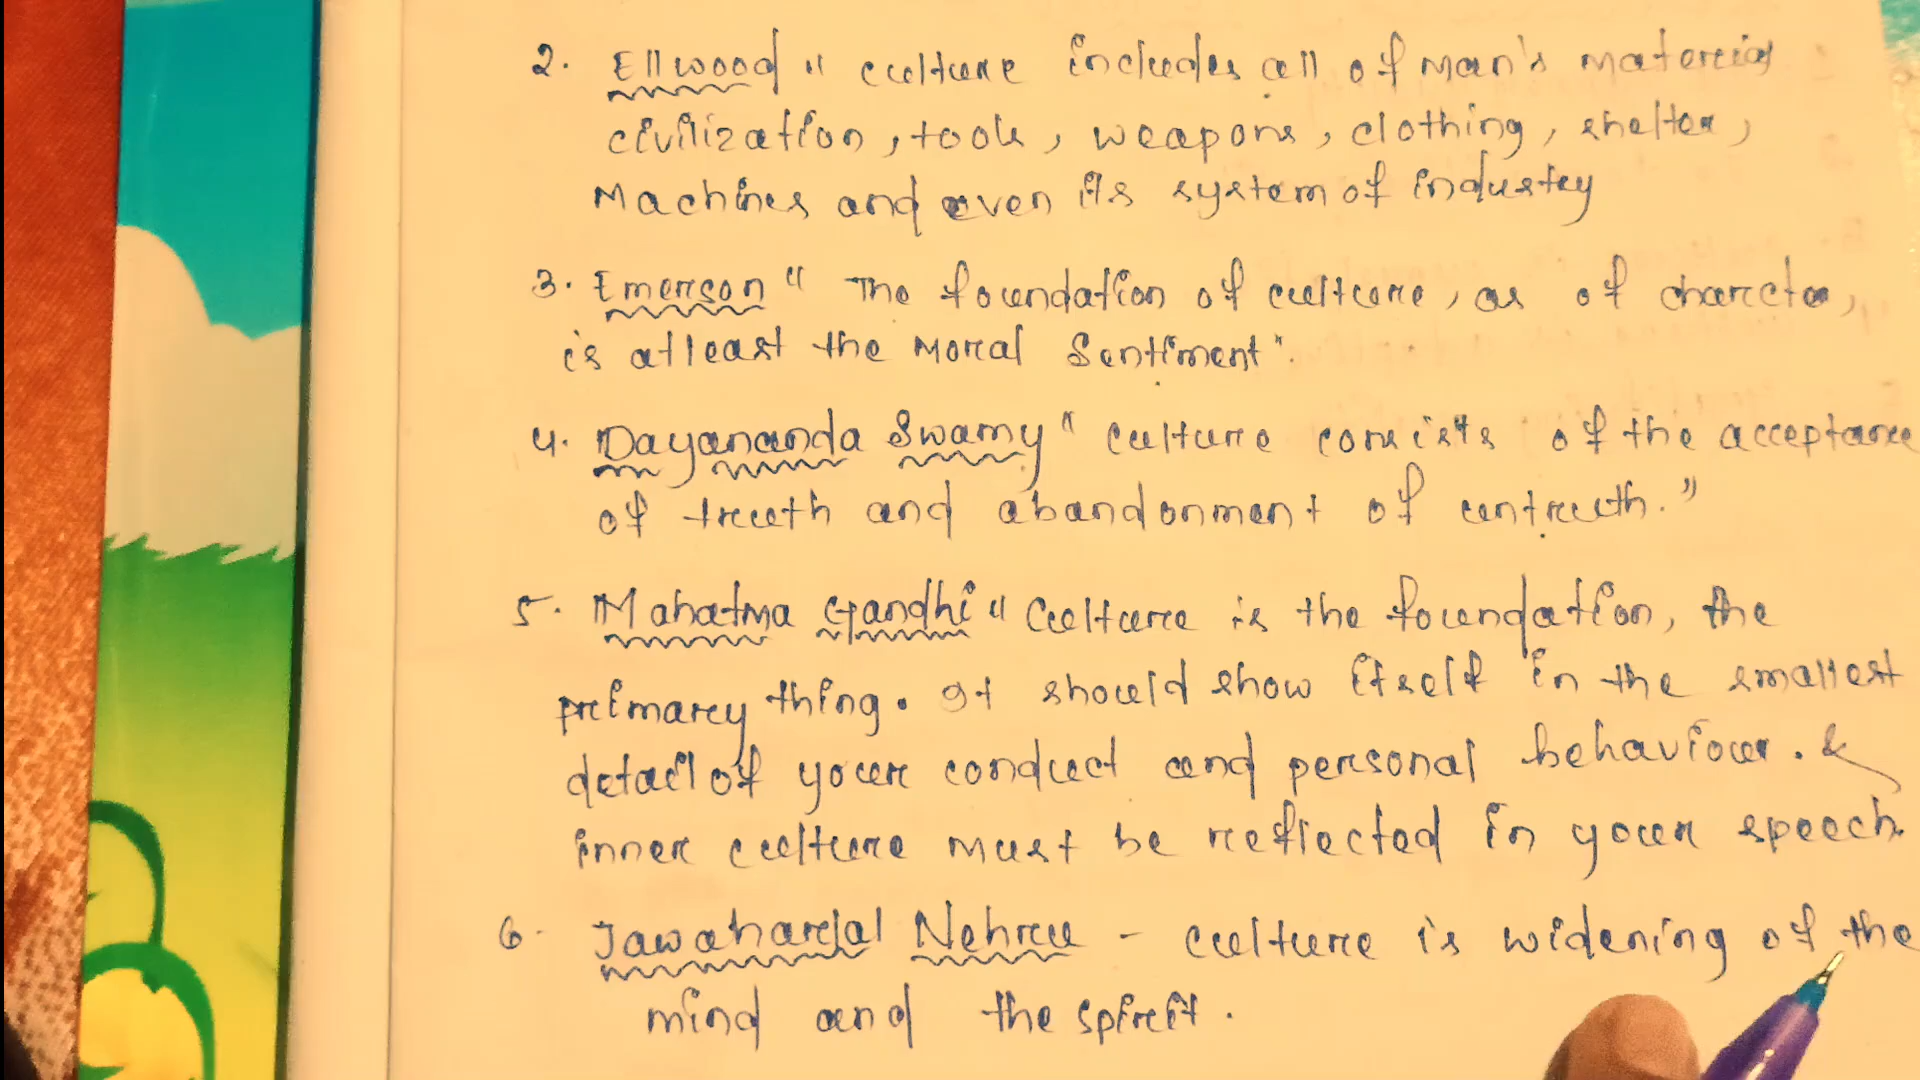 2. Ellwood " culture includes all of man's material
civilization, tools, weapons, clothing, shelter,
Machines and even its system of industry
3. Emerson " The foundation of culture, as of charcter,
is atleast the Moral Sentiment".
4. Dayananda Swamy " culture consists of the acceptance
of truth and abandonment of untruth."
5. Mahatma Gandhi " Culture is the foundation, the
primary thing. It should show itself in the smallest
detail of your conduct and personal behaviour. &
inner culture must be reflected in your speech.
6. Jawaharlal Nehru - culture is widening of the
mind and the spirit.